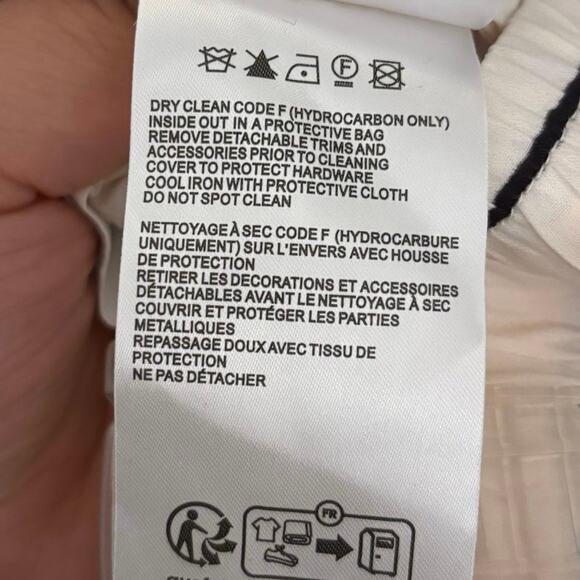 F
DRY CLEAN CODE F (HYDROCARBON ONLY)
INSIDE OUT IN A PROTECTIVE BAG
REMOVE DETACHABLE TRIMS AND
ACCESSORIES PRIOR TO CLEANING
COVER TO PROTECT HARDWARE
COOL IRON WITH PROTECTIVE CLOTH
DO NOT SPOT CLEAN
NETTOYAGE À SEC CODE F (HYDROCARBURE
UNIQUEMENT) SUR L'ENVERS AVEC HOUSSE
DE PROTECTION
RETIRER LES DECORATIONS ET ACCESSOIRES
DÉTACHABLES AVANT LE NETTOYAGE À SEC
COUVRIR ET PROTÉGER LES PARTIES
METALLIQUES
REPASSAGE DOUX AVEC TISSU DE
PROTECTION
NE PAS DÉTACHER
FR